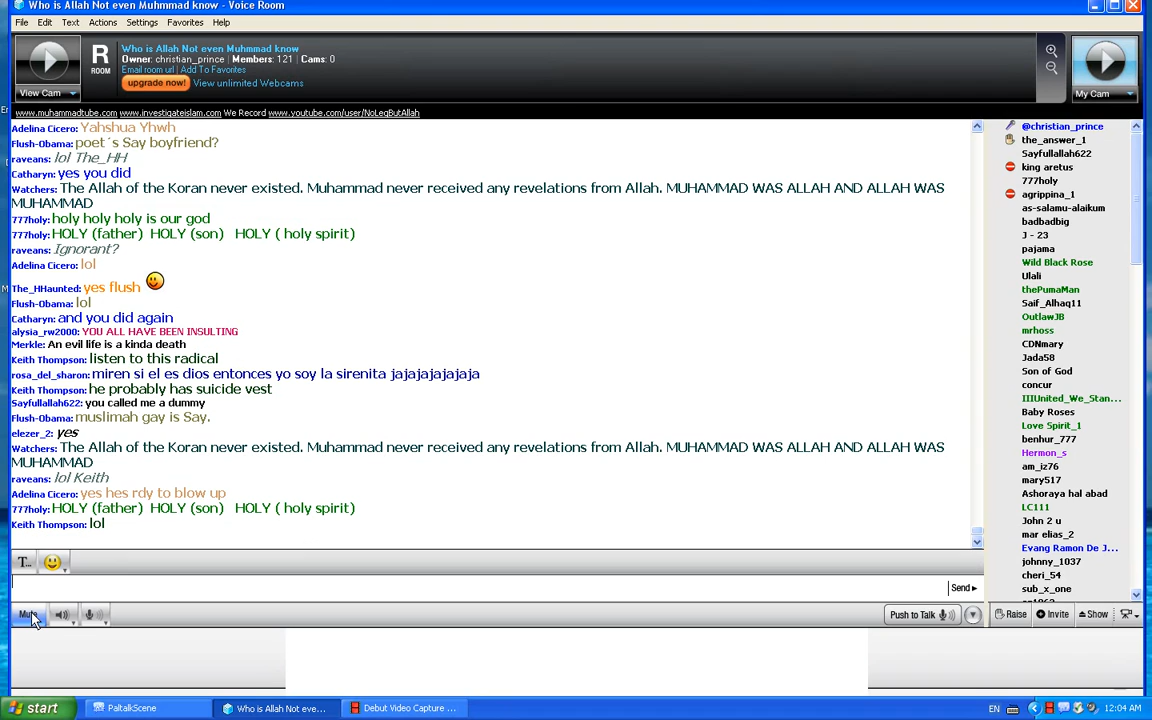 Who is Allah Not even Muhmmad know - Voice Room
File Edit Text Actions Settings Favorites Help
View Cam
R
ROOM
Who is Allah Not even Muhmmad know
Owner: christian_prince | Members: 121 | Cams: 0
Email room url | Add To Favorites
upgrade now! View unlimited Webcams
My Cam
www.muhammadtube.com www.investigateislam.com We Record www.youtube.com/user/NoLegButAllah
Adelina Cicero: Yahshua Yhwh
Flush-Obama: poet´s Say boyfriend?
raveans: lol The_HH
Catharyn: yes you did
Watchers: The Allah of the Koran never existed. Muhammad never received any revelations from Allah. MUHAMMAD WAS ALLAH AND ALLAH WAS
MUHAMMAD
777holy: holy holy holy is our god
777holy: HOLY (father) HOLY (son) HOLY ( holy spirit)
raveans: Ignorant?
Adelina Cicero: lol
The_HHaunted: yes flush
Flush-Obama: lol
Catharyn: and you did again
alysia_rw2000: YOU ALL HAVE BEEN INSULTING
Merkle: An evil life is a kinda death
Keith Thompson: listen to this radical
rosa_del_sharon: miren si el es dios entonces yo soy la sirenita jajajajajajaja
Keith Thompson: he probably has suicide vest
Sayfullallah622: you called me a dummy
Flush-Obama: muslimah gay is Say.
elezer_2: yes
Watchers: The Allah of the Koran never existed. Muhammad never received any revelations from Allah. MUHAMMAD WAS ALLAH AND ALLAH WAS
MUHAMMAD
raveans: lol Keith
Adelina Cicero: yes hes rdy to blow up
777holy: HOLY (father) HOLY (son) HOLY ( holy spirit)
Keith Thompson: lol
@christian_prince
the_answer_1
Sayfullallah622
king aretus
777holy
agrippina_1
as-salamu-alaikum
badbadbig
J - 23
pajama
Wild Black Rose
Ulali
thePumaMan
Saif_Alhaq11
OutlawJB
mrhoss
CDNmary
Jada58
Son of God
concur
IIIUnited_We_Stan...
Baby Roses
Love Spirit_1
benhur_777
Hermon_s
am_iz76
mary517
Ashoraya hal abad
LC111
John 2 u
mar elias_2
Evang Ramon De J...
johnny_1037
cheri_54
sub_x_one
T...
Send
Mute
Push to Talk
Raise Invite Show
start PaltalkScene Who is Allah Not eve... Debut Video Capture ... EN 12:04 AM